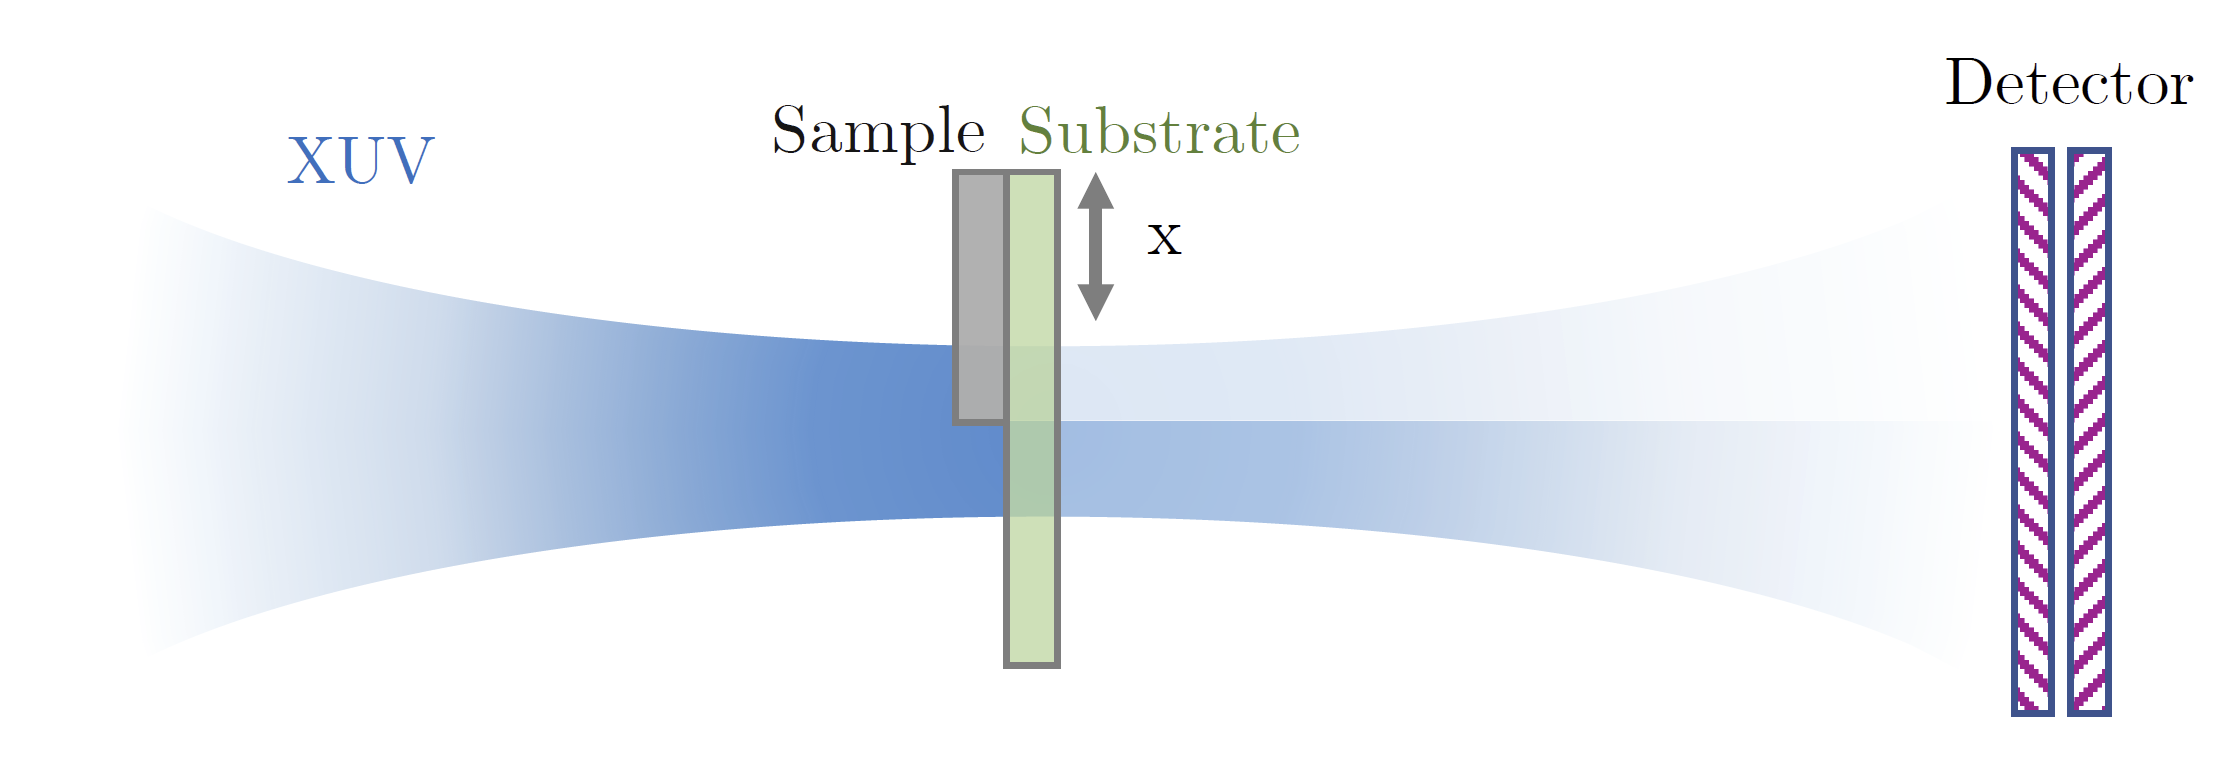 Detector
XUV
Sample
Substrate
x